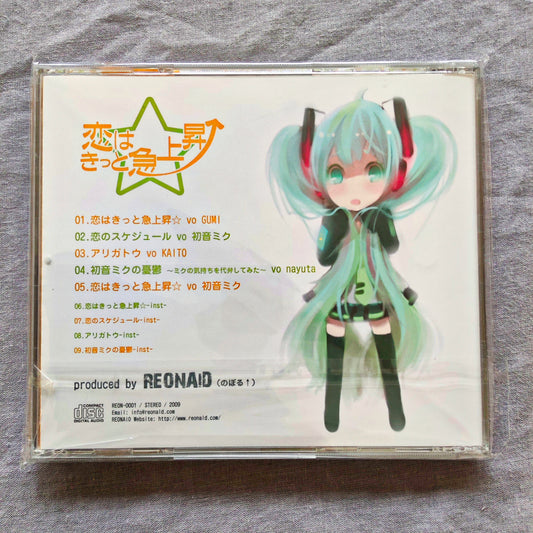 恋は
きっと急上昇
01.恋はきっと急上昇☆ vo GUMI
02.恋のスケジュール vo 初音ミク
03.アリガトウ vo KAITO
04.初音ミクの憂鬱 ～ミクの気持ちを代弁してみた～ vo nayuta
05.恋はきっと急上昇☆ vo 初音ミク
06.恋はきっと急上昇☆-inst-
07.恋のスケジュール-inst-
08.アリガトウ-inst-
09.初音ミクの憂鬱-inst-
produced by REONAID (のぼる↑)
COMPACT
disc
DIGITAL AUDIO
REON-0001 / STEREO / 2009
Email: info@reonaid.com
REONAID Website: http://www.reonaid.com/